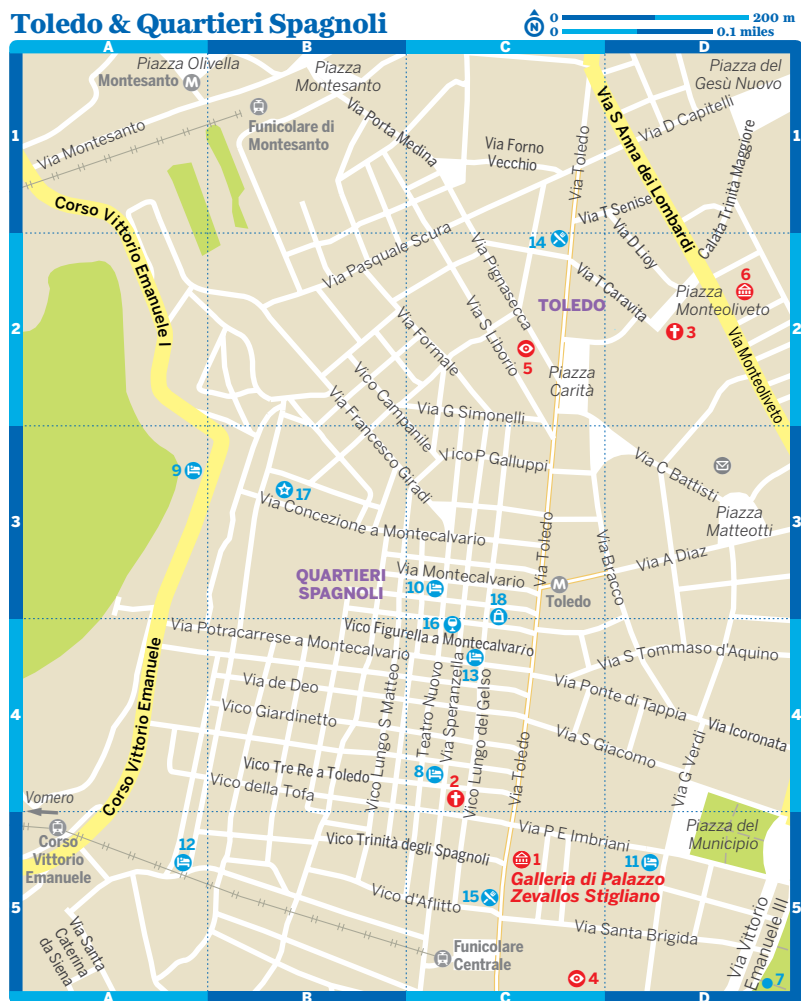 Toledo & Quartieri Spagnoli
N
0 200 m
0 0.1 miles
A B C D
Piazza Olivella
Montesanto M
Piazza
Montesanto
Piazza del
Gesù Nuovo
Funicolare di
Montesanto
Via Montesanto
Via Porta Medina
Via Forno
Vecchio
Via Toledo
Via S Anna dei Lombardi
Via D Capitelli
Calata Trinità Maggiore
1 1
Corso Vittorio Emanuele I
Via T Senise
Via D Lioy
14
Via Pasquale Scura
Via Pignasecca
Via T Caravita
TOLEDO
6
Piazza
Monteoliveto
3
Via Monteoliveto
2 2
Via S Liborio
5
Via Formale
Piazza
Carità
Vico Campanile
Via G Simonelli
Via Francesco Giradi
Vico P Galluppi
Via C Battisti
9
17
Via Concezione a Montecalvario
Piazza
Matteotti
3 3
Via Toledo
Via Bracco
Via A Diaz
QUARTIERI
SPAGNOLI
Via Montecalvario
10
M
Toledo
18
16
Vico Figurella a Montecalvario
Via Potracarrese a Montecalvario
13
Via S Tommaso d'Aquino
Corso Vittorio Emanuele
Via de Deo
Vico Giardinetto
Vico Lungo S Matteo
Teatro Nuovo
Via Speranzella
Vico Lungo del Gelso
Via Ponte di Tappia
Via Icoronata
4 4
Via S Giacomo
Via G Verdi
Via Toledo
Vico Tre Re a Toledo
8
2
Vico della Tofa
Vomero
Corso
Vittorio
Emanuele
12
Vico Trinità degli Spagnoli
Via P E Imbriani
Piazza del
Municipio
1
11
Galleria di Palazzo
Zevallos Stigliano
Vico d'Aflitto
15
5 5
Via Santa
Caterina
da Siena
Via Santa Brigida
Via Vittorio
Emanuele III
Funicolare
Centrale
4
7
A B C D